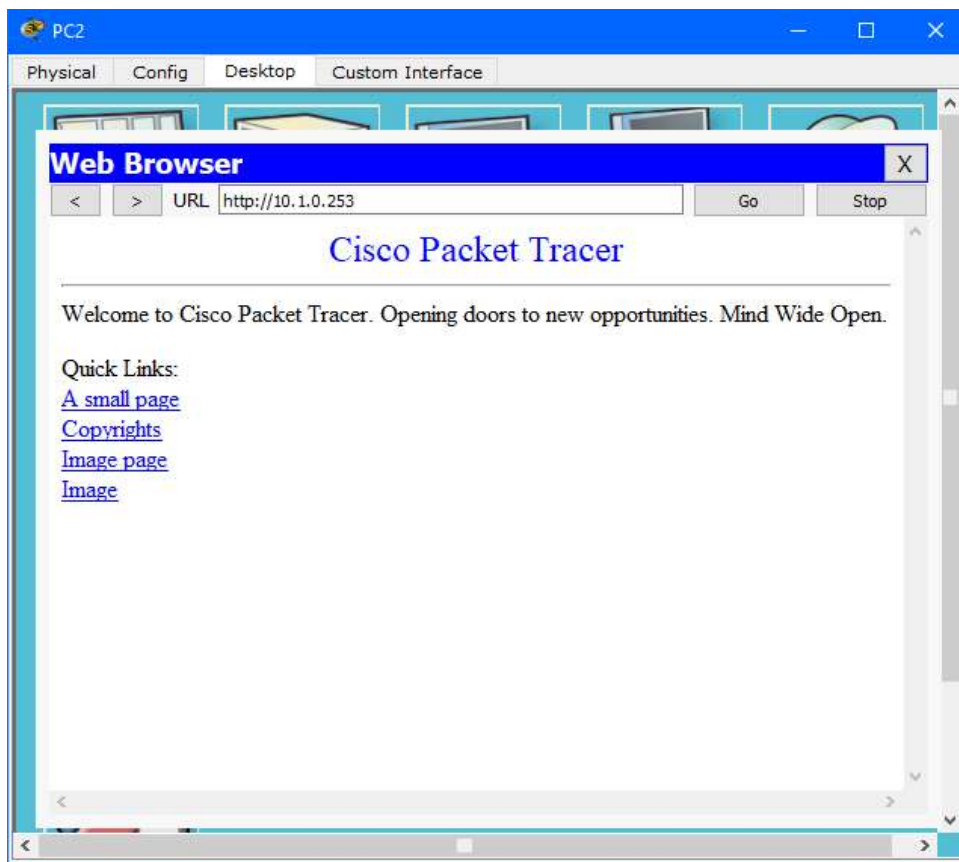 PC2
Physical Config Desktop Custom Interface
Web Browser X
< > URL http://10.1.0.253 Go Stop
Cisco Packet Tracer
Welcome to Cisco Packet Tracer. Opening doors to new opportunities. Mind Wide Open.
Quick Links:
A small page
Copyrights
Image page
Image